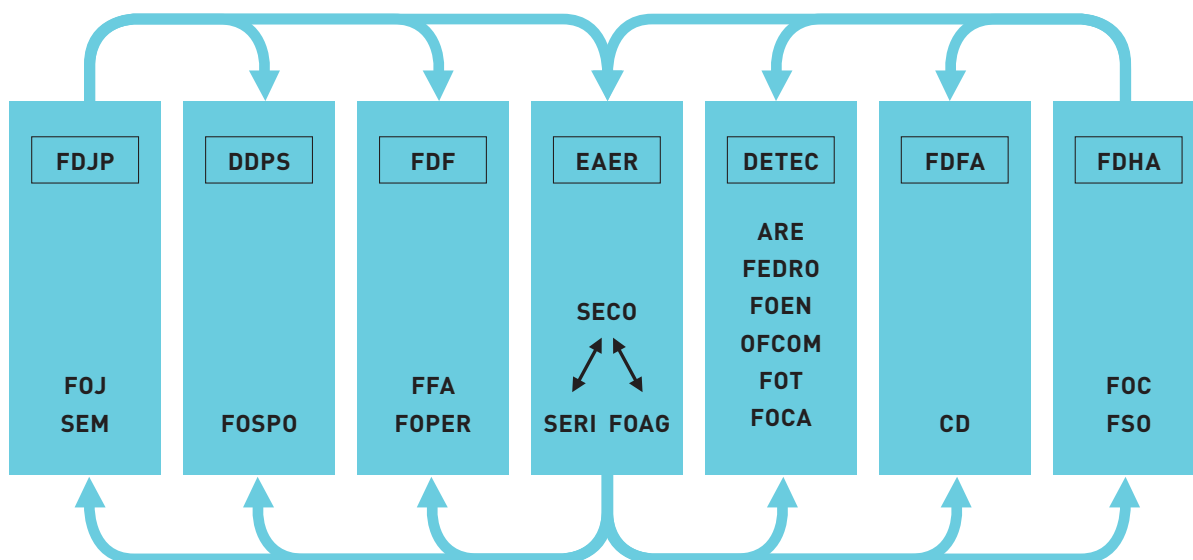 FDJP
DDPS
FDF
EAER
DETEC
FDFA
FDHA
FOJ
SEM
FOSPO
FFA
FOPER
SECO
SERI FOAG
ARE
FEDRO
FOEN
OFCOM
FOT
FOCA
CD
FOC
FSO